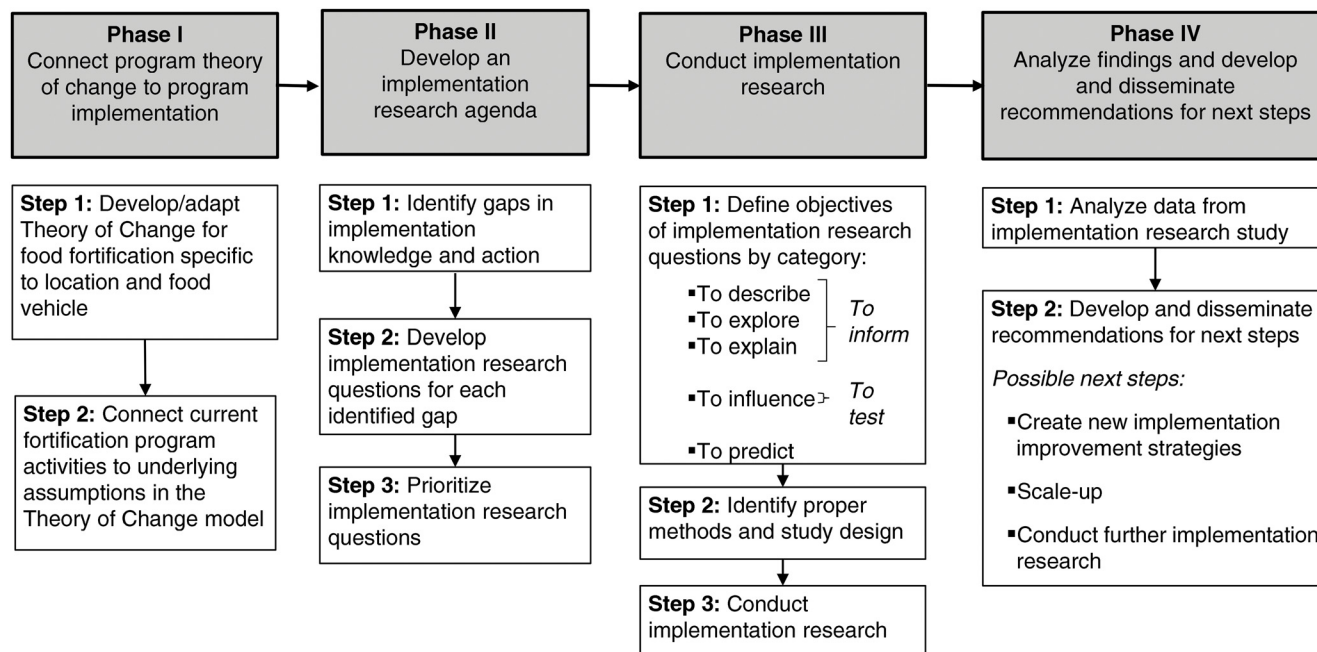 Phase I
Connect program theory
of change to program
implementation
Phase II
Develop an
implementation
research agenda
Phase III
Conduct implementation
research
Phase IV
Analyze findings and develop
and disseminate
recommendations for next steps
Step 1: Develop/adapt
Theory of Change for
food fortification specific
to location and food
vehicle
Step 2: Connect current
fortification program
activities to underlying
assumptions in the
Theory of Change model
Step 1: Identify gaps in
implementation
knowledge and action
Step 2: Develop
implementation research
questions for each
identified gap
Step 3: Prioritize
implementation research
questions
Step 1: Define objectives
of implementation research
questions by category:
▪To describe
▪To explore
▪To explain
To
inform
▪To influence
To
test
▪To predict
Step 2: Identify proper
methods and study design
Step 3: Conduct
implementation research
Step 1: Analyze data from
implementation research study
Step 2: Develop and disseminate
recommendations for next steps
Possible next steps:
▪Create new implementation
improvement strategies
▪Scale-up
▪Conduct further implementation
research